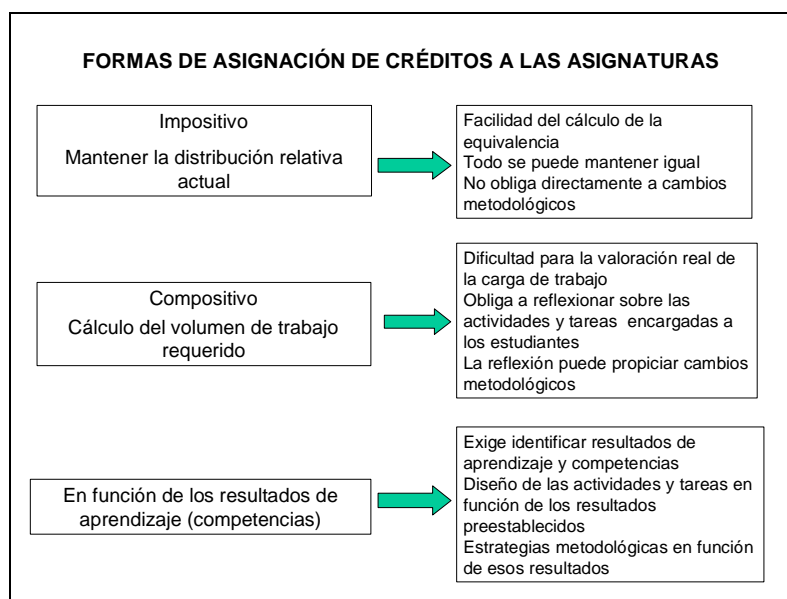 FORMAS DE ASIGNACIÓN DE CRÉDITOS A LAS ASIGNATURAS
Impositivo
Mantener la distribución relativa
actual
Facilidad del cálculo de la
equivalencia
Todo se puede mantener igual
No obliga directamente a cambios
metodológicos
Compositivo
Cálculo del volumen de trabajo
requerido
Dificultad para la valoración real de
la carga de trabajo
Obliga a reflexionar sobre las
actividades y tareas encargadas a
los estudiantes
La reflexión puede propiciar cambios
metodológicos
En función de los resultados de
aprendizaje (competencias)
Exige identificar resultados de
aprendizaje y competencias
Diseño de las actividades y tareas en
función de los resultados
preestablecidos
Estrategias metodológicas en función
de esos resultados